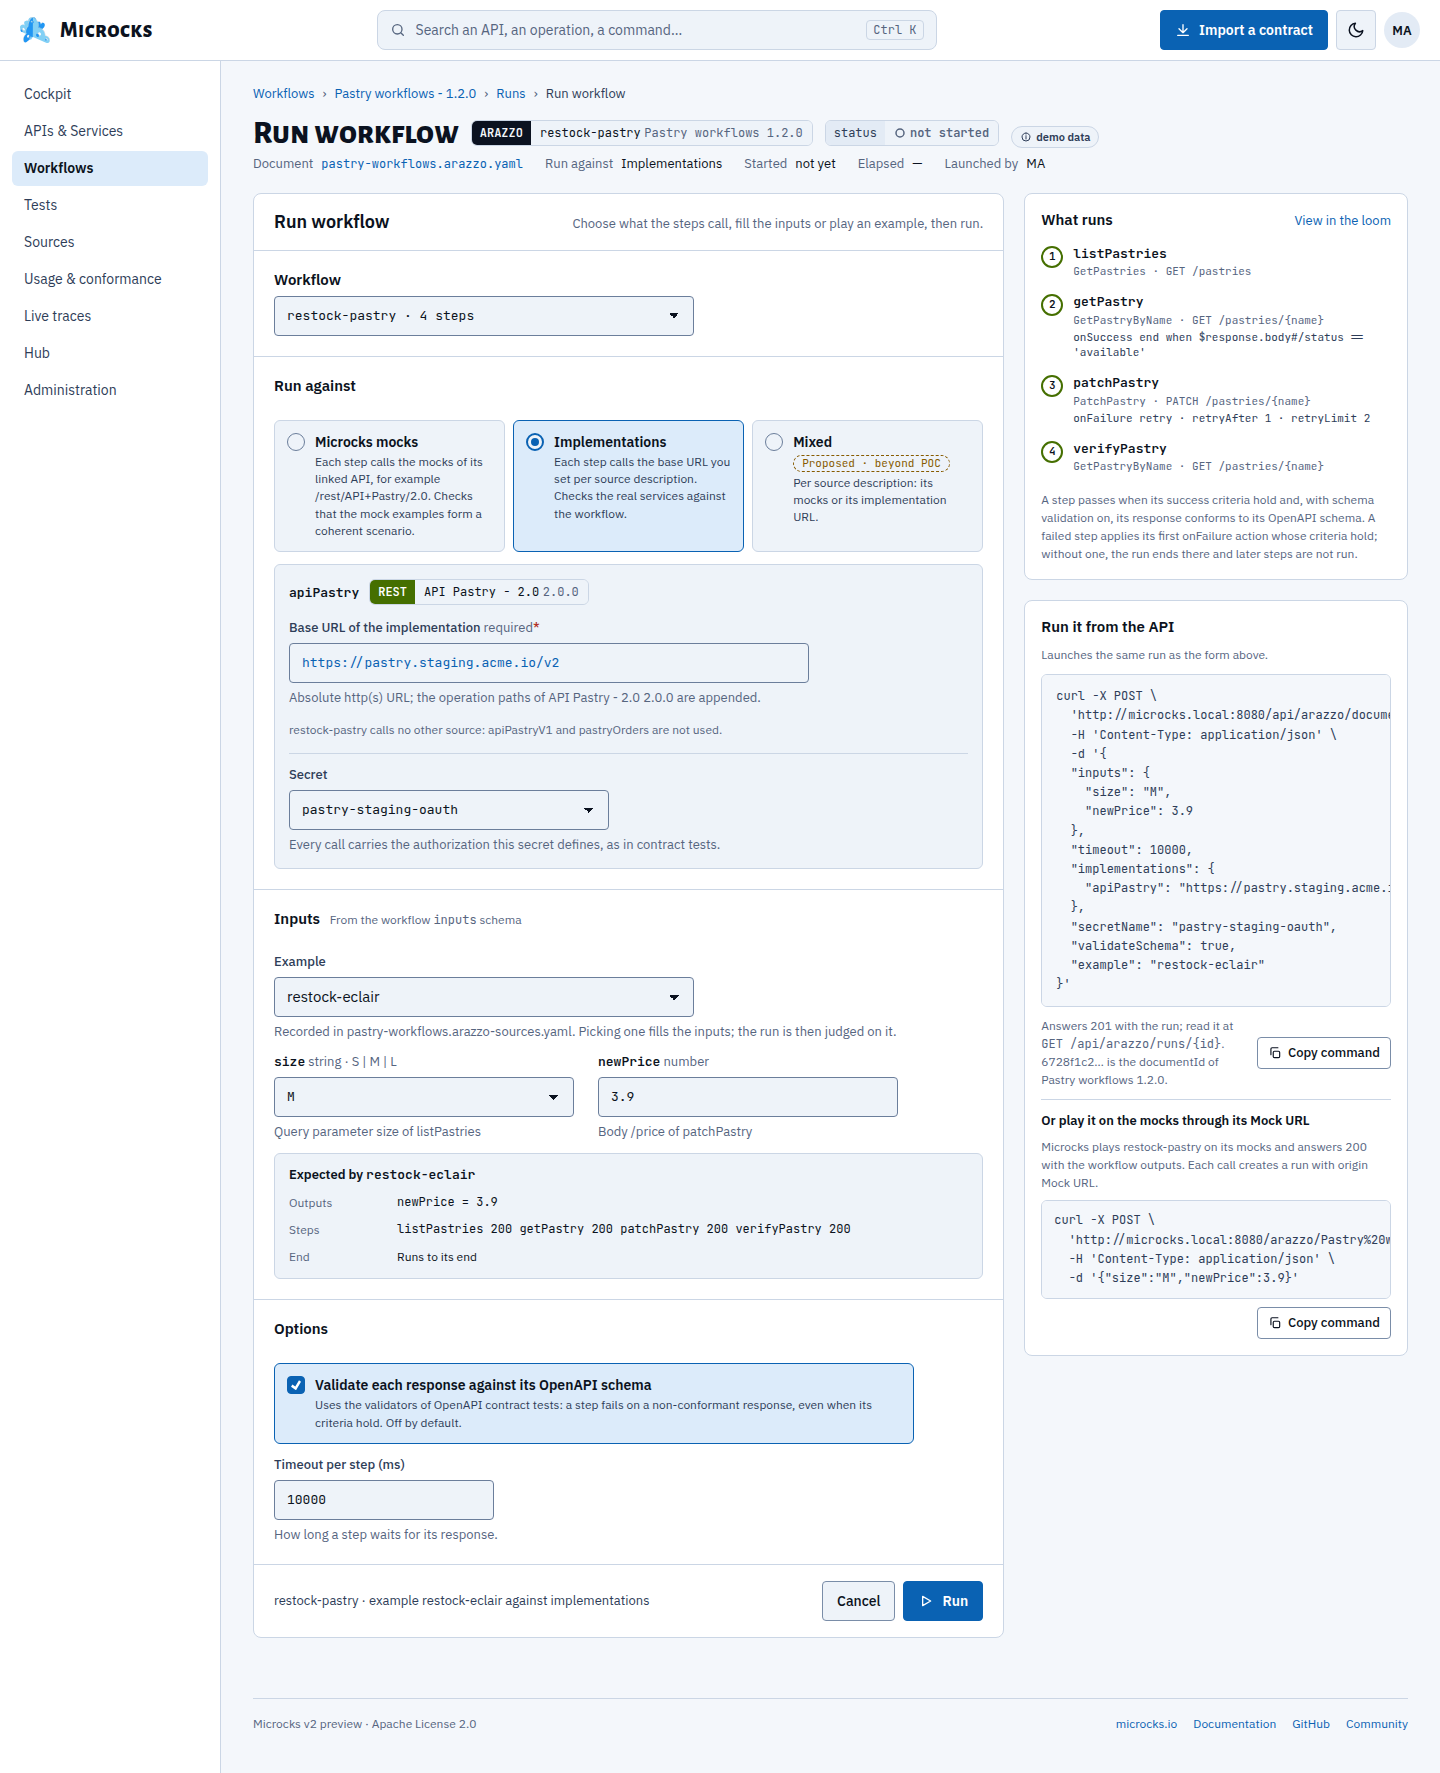 Microcks
Search an API, an operation, a command...
Ctrl K
Import a contract
MA
Cockpit
APIs & Services
Workflows
Tests
Sources
Usage & conformance
Live traces
Hub
Administration
Workflows › Pastry workflows - 1.2.0 › Runs › Run workflow
Run workflow
ARAZZO restock-pastry Pastry workflows 1.2.0
status not started
demo data
Document pastry-workflows.arazzo.yaml Run against Implementations Started not yet Elapsed — Launched by MA
Run workflow
Choose what the steps call, fill the inputs or play an example, then run.
Workflow
restock-pastry · 4 steps
Run against
Microcks mocks
Each step calls the mocks of its
linked API, for example
/rest/API+Pastry/2.0. Checks
that the mock examples form a
coherent scenario.
Implementations
Each step calls the base URL you
set per source description.
Checks the real services against
the workflow.
Mixed
Proposed · beyond POC
Per source description: its
mocks or its implementation
URL.
apiPastry REST API Pastry - 2.0 2.0.0
Base URL of the implementation required*
https://pastry.staging.acme.io/v2
Absolute http(s) URL; the operation paths of API Pastry - 2.0 2.0.0 are appended.
restock-pastry calls no other source: apiPastryV1 and pastryOrders are not used.
Secret
pastry-staging-oauth
Every call carries the authorization this secret defines, as in contract tests.
Inputs From the workflow inputs schema
Example
restock-eclair
Recorded in pastry-workflows.arazzo-sources.yaml. Picking one fills the inputs; the run is then judged on it.
size string · S | M | L
M
Query parameter size of listPastries
newPrice number
3.9
Body /price of patchPastry
Expected by restock-eclair
Outputs newPrice = 3.9
Steps listPastries 200 getPastry 200 patchPastry 200 verifyPastry 200
End Runs to its end
Options
Validate each response against its OpenAPI schema
Uses the validators of OpenAPI contract tests: a step fails on a non-conformant response, even when its
criteria hold. Off by default.
Timeout per step (ms)
10000
How long a step waits for its response.
restock-pastry · example restock-eclair against implementations
Cancel
Run
What runs
View in the loom
1 listPastries
GetPastries · GET /pastries
2 getPastry
GetPastryByName · GET /pastries/{name}
onSuccess end when $response.body#/status ==
'available'
3 patchPastry
PatchPastry · PATCH /pastries/{name}
onFailure retry · retryAfter 1 · retryLimit 2
4 verifyPastry
GetPastryByName · GET /pastries/{name}
A step passes when its success criteria hold and, with schema
validation on, its response conforms to its OpenAPI schema. A
failed step applies its first onFailure action whose criteria hold;
without one, the run ends there and later steps are not run.
Run it from the API
Launches the same run as the form above.
curl -X POST \
'http://microcks.local:8080/api/arazzo/docume
-H 'Content-Type: application/json' \
-d '{
"inputs": {
"size": "M",
"newPrice": 3.9
},
"timeout": 10000,
"implementations": {
"apiPastry": "https://pastry.staging.acme.i
},
"secretName": "pastry-staging-oauth",
"validateSchema": true,
"example": "restock-eclair"
}'
Answers 201 with the run; read it at
GET /api/arazzo/runs/{id}.
6728f1c2... is the documentId of
Pastry workflows 1.2.0.
Copy command
Or play it on the mocks through its Mock URL
Microcks plays restock-pastry on its mocks and answers 200
with the workflow outputs. Each call creates a run with origin
Mock URL.
curl -X POST \
'http://microcks.local:8080/arazzo/Pastry%20w
-H 'Content-Type: application/json' \
-d '{"size":"M","newPrice":3.9}'
Copy command
Microcks v2 preview · Apache License 2.0
microcks.io Documentation GitHub Community